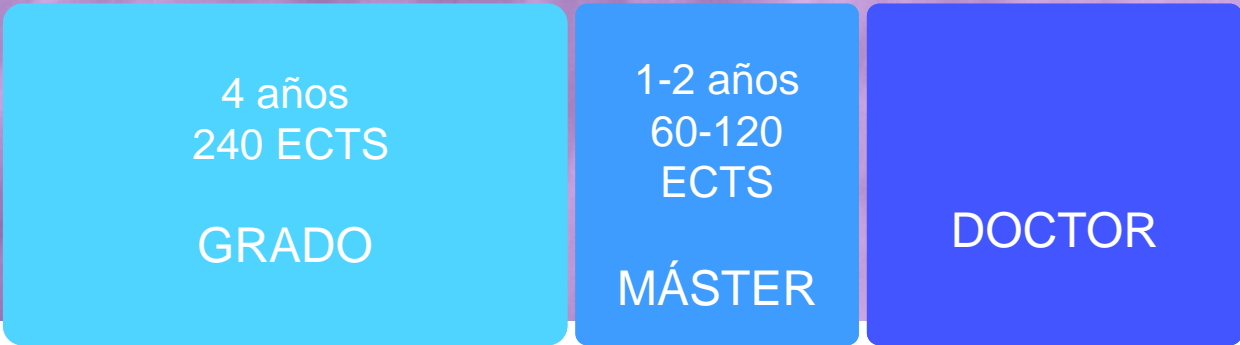 4 años
240 ECTS
GRADO
1-2 años
60-120
ECTS
MÁSTER
DOCTOR